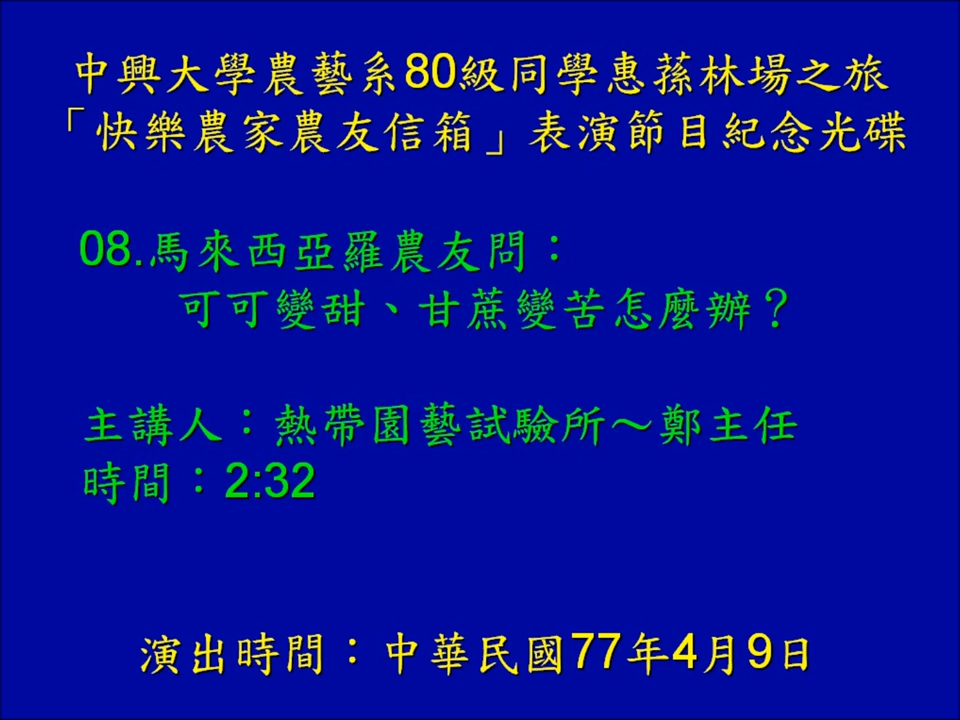 中興大學農藝系80級同學惠蓀林場之旅
「快樂農家農友信箱」表演節目紀念光碟
08.馬來西亞羅農友問：
可可變甜、甘蔗變苦怎麼辦？
主講人：熱帶園藝試驗所～鄭主任
時間：2:32
演出時間：中華民國77年4月9日